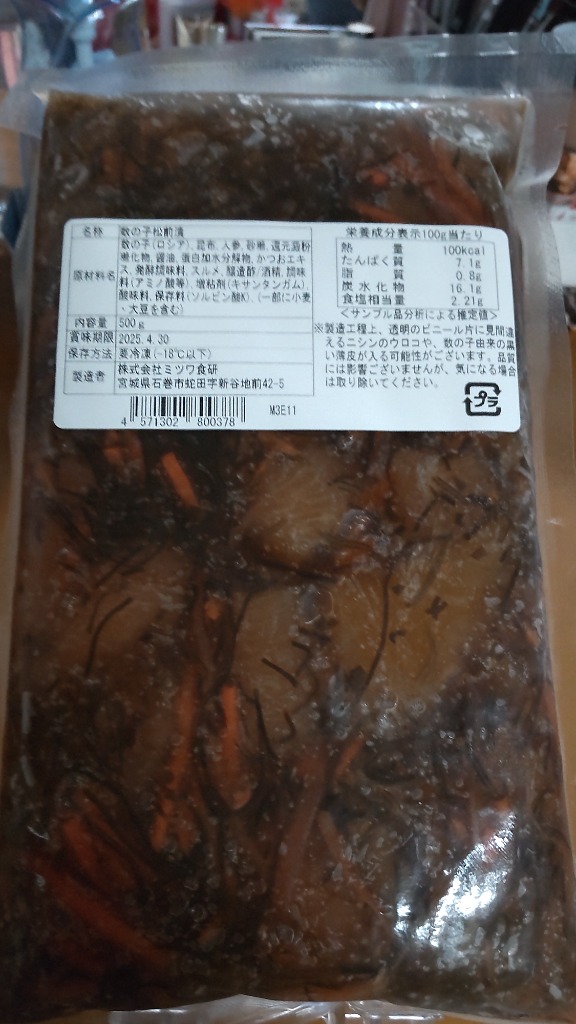 名称 数の子松前漬
原材料名 数の子(ロシア)、昆布、人参、砂糖、還元澱粉
糖化物、醤油、蛋白加水分解物、かつおエキ
ス、発酵調味料、スルメ、醸造酢/酒精、調味
料(アミノ酸等)、増粘剤(キサンタンガム)、
酸味料、保存料(ソルビン酸K)、(一部に小麦
、大豆を含む)
内容量 500g
賞味期限 2025.4.30
保存方法 要冷凍(-18℃以下)
製造者 株式会社ミツワ食研
宮城県石巻市蛇田字新谷地前42-5
4 571302 800378
M3E11
栄養成分表示100g当たり
熱量 100kcal
たんぱく質 7.1g
脂質 0.8g
炭水化物 16.1g
食塩相当量 2.21g
<サンプル品分析による推定値>
※製造工程上、透明のビニール片に見間違
えるニシンのウロコや、数の子由来の黒
い薄皮が入る可能性がございます。品質
には影響ございませんが、気になる場合
は取り除いてください。
プラ